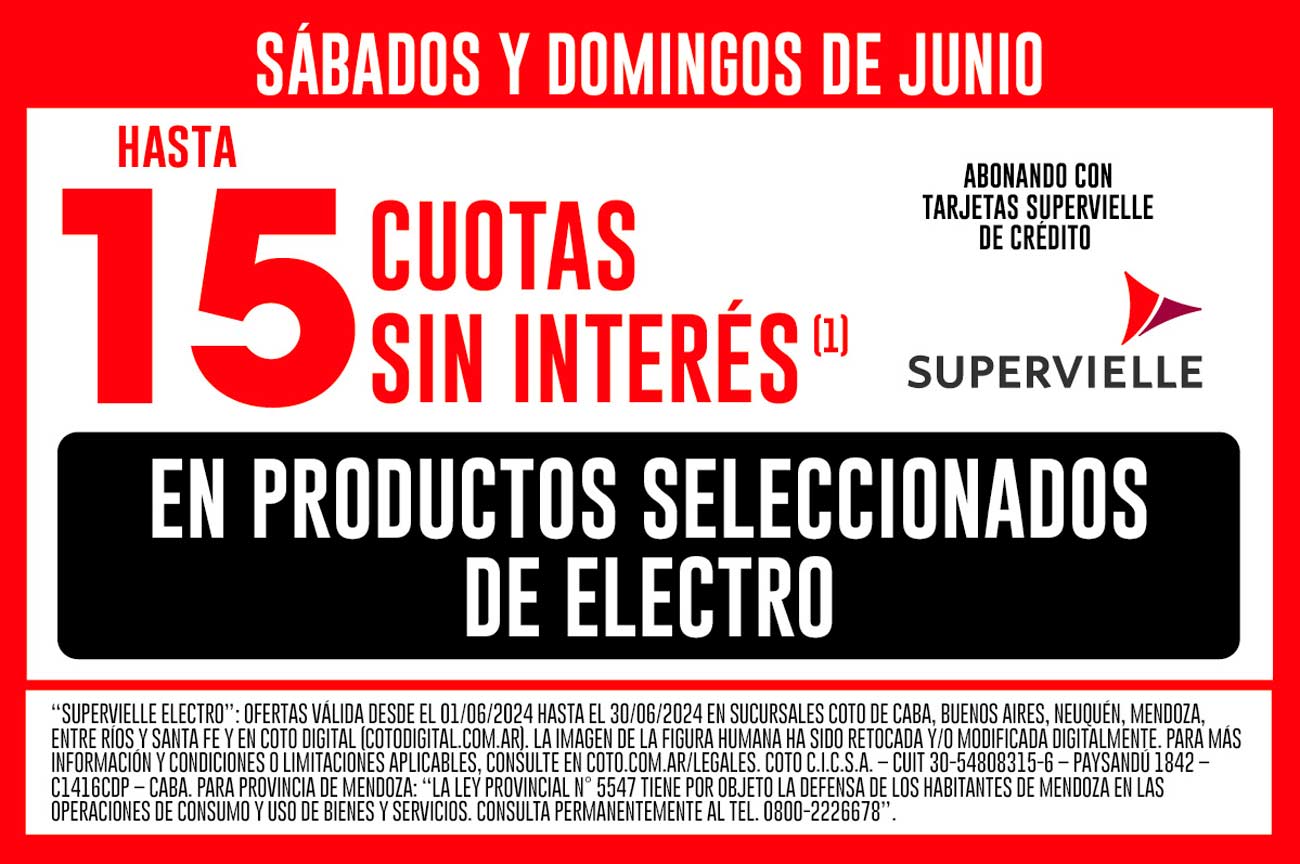 SÁBADOS Y DOMINGOS DE JUNIO
HASTA
15 CUOTAS
SIN INTERÉS (1)
ABONANDO CON
TARJETAS SUPERVIELLE
DE CRÉDITO
SUPERVIELLE
EN PRODUCTOS SELECCIONADOS
DE ELECTRO
“SUPERVIELLE ELECTRO”: OFERTAS VÁLIDA DESDE EL 01/06/2024 HASTA EL 30/06/2024 EN SUCURSALES COTO DE CABA, BUENOS AIRES, NEUQUÉN, MENDOZA,
ENTRE RÍOS Y SANTA FE Y EN COTO DIGITAL (COTODIGITAL.COM.AR). LA IMAGEN DE LA FIGURA HUMANA HA SIDO RETOCADA Y/O MODIFICADA DIGITALMENTE. PARA MÁS
INFORMACIÓN Y CONDICIONES O LIMITACIONES APLICABLES, CONSULTE EN COTO.COM.AR/LEGALES. COTO C.I.C.S.A. – CUIT 30-54808315-6 – PAYSANDÚ 1842 –
C1416CDP – CABA. PARA PROVINCIA DE MENDOZA: “LA LEY PROVINCIAL N° 5547 TIENE POR OBJETO LA DEFENSA DE LOS HABITANTES DE MENDOZA EN LAS
OPERACIONES DE CONSUMO Y USO DE BIENES Y SERVICIOS. CONSULTA PERMANENTEMENTE AL TEL. 0800-2226678”.